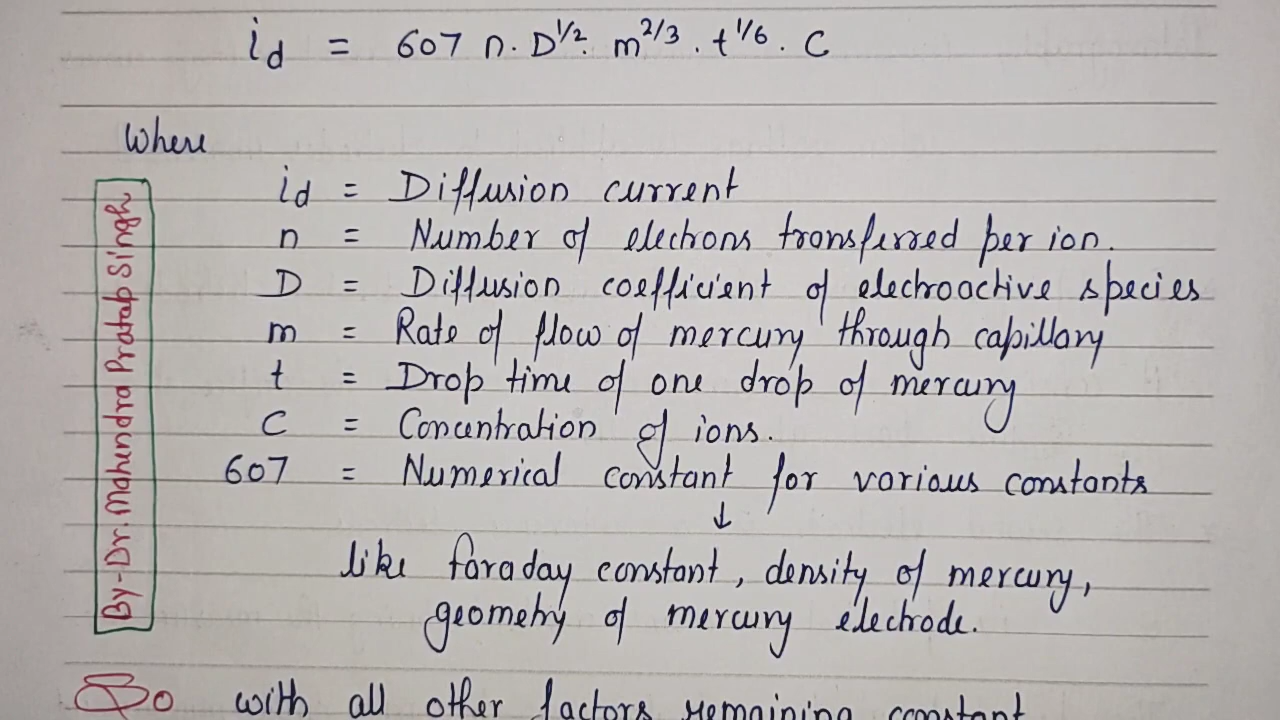 id = 607 n. D^1/2. m^2/3. t^1/6. C
Where
id = Diffusion current
n = Number of electrons transferred per ion.
D = Diffusion coefficient of electroactive species
m = Rate of flow of mercury through capillary
t = Drop time of one drop of mercury
C = Concentration of ions.
607 = Numerical constant for various constants
↓
like faraday constant, density of mercury,
geometry of mercury electrode.
So with all other factors remaining constant
By-Dr. Mahendra Pratap Singh